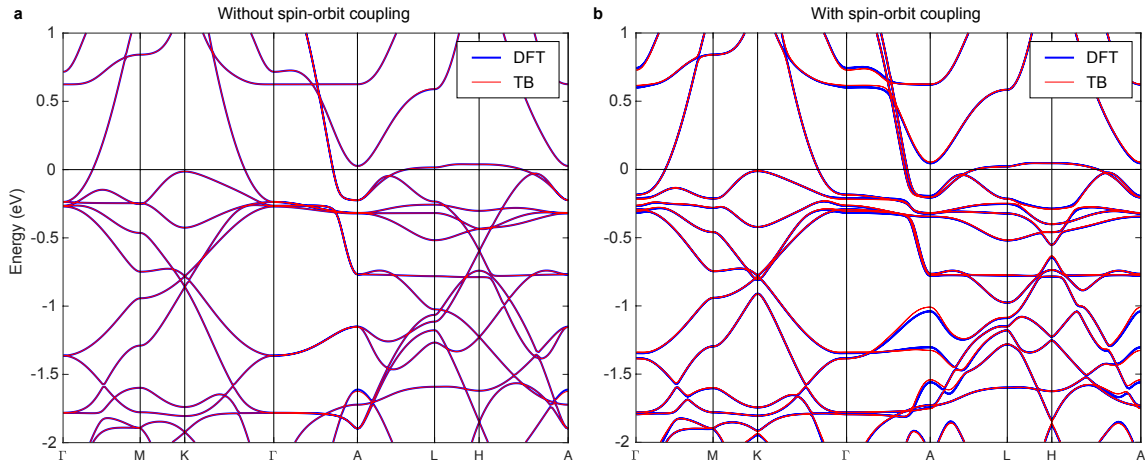 a Without spin-orbit coupling
b With spin-orbit coupling
Energy (eV)
1
0.5
0
-0.5
-1
-1.5
-2
DFT
TB
Γ M K Γ A L H A
1
0.5
0
-0.5
-1
-1.5
-2
DFT
TB
Γ M K Γ A L H A